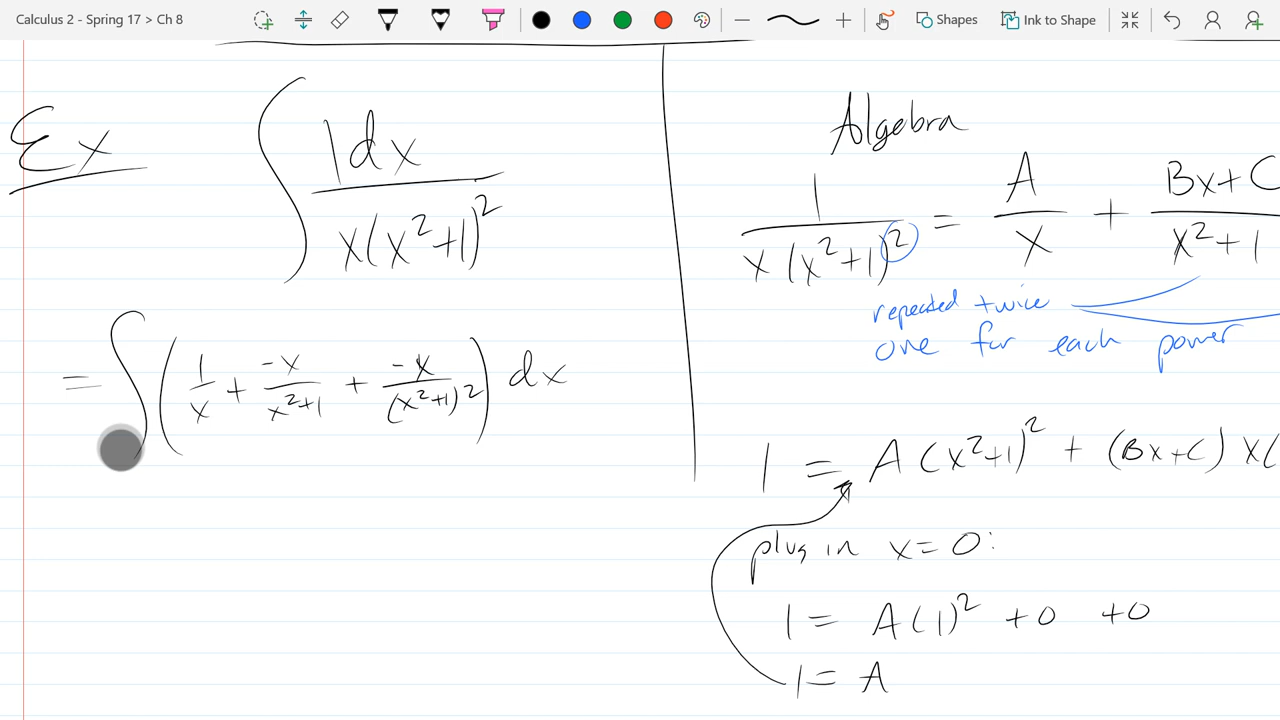 Calculus 2 - Spring 17 > Ch 8
Shapes
Ink to Shape
Ex ∫ 1dx / x(x²+1)²
= ∫ ( 1/x + -x/x²+1 + -x/(x²+1)² ) dx
Algebra
1 / x(x²+1)² = A/x + Bx+C / x²+1
repeated twice
one for each power
1 = A(x²+1)² + (Bx+C) x(
plug in x=0:
1 = A(1)² +0 +0
1 = A